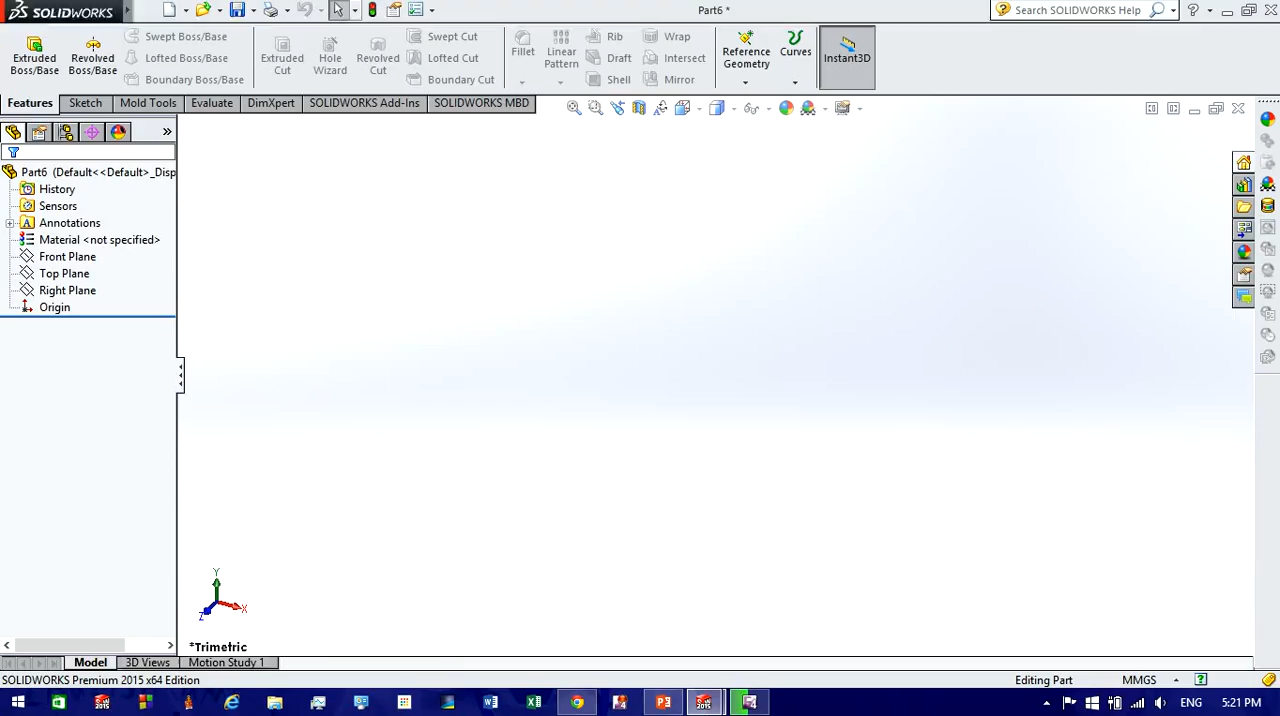 SOLIDWORKS
Part6 *
Search SOLIDWORKS Help
Extruded Boss/Base
Revolved Boss/Base
Swept Boss/Base
Lofted Boss/Base
Boundary Boss/Base
Extruded Cut
Hole Wizard
Revolved Cut
Swept Cut
Lofted Cut
Boundary Cut
Fillet
Linear Pattern
Rib
Draft
Shell
Wrap
Intersect
Mirror
Reference Geometry
Curves
Instant3D
Features Sketch Mold Tools Evaluate DimXpert SOLIDWORKS Add-Ins SOLIDWORKS MBD
Part6 (Default<<Default>_Disp
History
Sensors
Annotations
Material <not specified>
Front Plane
Top Plane
Right Plane
Origin
Y
X
Z
*Trimetric
Model 3D Views Motion Study 1
SOLIDWORKS Premium 2015 x64 Edition
Editing Part
MMGS
ENG
5:21 PM